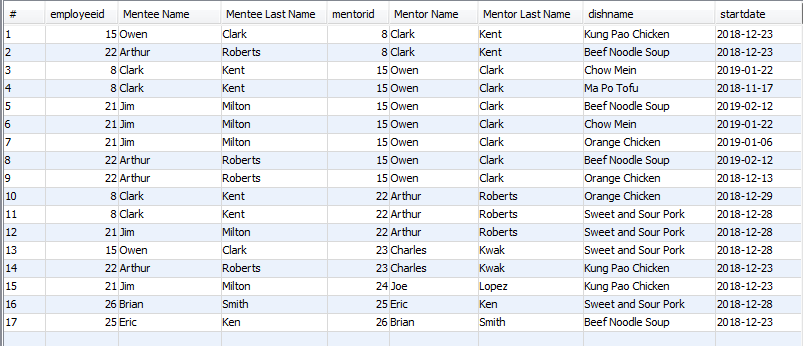 # employeeid Mentee Name Mentee Last Name mentorid Mentor Name Mentor Last Name dishname startdate
1 15 Owen Clark 8 Clark Kent Kung Pao Chicken 2018-12-23
2 22 Arthur Roberts 8 Clark Kent Beef Noodle Soup 2018-12-23
3 8 Clark Kent 15 Owen Clark Chow Mein 2019-01-22
4 8 Clark Kent 15 Owen Clark Ma Po Tofu 2018-11-17
5 21 Jim Milton 15 Owen Clark Beef Noodle Soup 2019-02-12
6 21 Jim Milton 15 Owen Clark Chow Mein 2019-01-22
7 21 Jim Milton 15 Owen Clark Orange Chicken 2019-01-06
8 22 Arthur Roberts 15 Owen Clark Beef Noodle Soup 2019-02-12
9 22 Arthur Roberts 15 Owen Clark Orange Chicken 2018-12-13
10 8 Clark Kent 22 Arthur Roberts Orange Chicken 2018-12-29
11 8 Clark Kent 22 Arthur Roberts Sweet and Sour Pork 2018-12-28
12 21 Jim Milton 22 Arthur Roberts Sweet and Sour Pork 2018-12-28
13 15 Owen Clark 23 Charles Kwak Sweet and Sour Pork 2018-12-28
14 22 Arthur Roberts 23 Charles Kwak Kung Pao Chicken 2018-12-23
15 21 Jim Milton 24 Joe Lopez Kung Pao Chicken 2018-12-23
16 26 Brian Smith 25 Eric Ken Sweet and Sour Pork 2018-12-28
17 25 Eric Ken 26 Brian Smith Beef Noodle Soup 2018-12-23